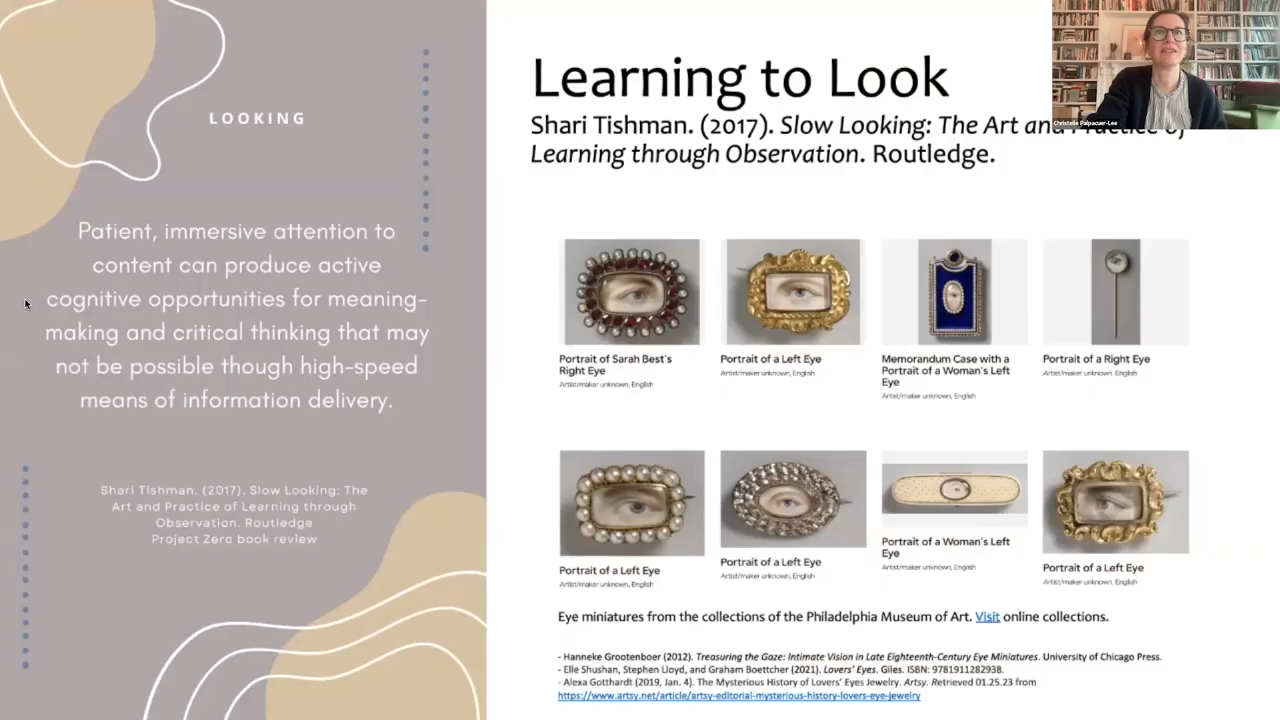 LOOKING
Patient, immersive attention to
content can produce active
cognitive opportunities for meaning-
making and critical thinking that may
not be possible though high-speed
means of information delivery.
Shari Tishman. (2017). Slow Looking: The
Art and Practice of Learning through
Observation. Routledge
Project Zero book review
Learning to Look
Shari Tishman. (2017). Slow Looking: The Art and Practice of
Learning through Observation. Routledge.
Christelle Palpacuer-Lee
Portrait of Sarah Best's
Right Eye
Artist/maker unknown, English
Portrait of a Left Eye
Artist/maker unknown, English
Memorandum Case with a
Portrait of a Woman's Left
Eye
Artist/maker unknown, English
Portrait of a Right Eye
Artist/maker unknown, English
Portrait of a Left Eye
Artist/maker unknown, English
Portrait of a Left Eye
Artist/maker unknown, English
Portrait of a Woman's Left
Eye
Artist/maker unknown, English
Portrait of a Left Eye
Artist/maker unknown, English
Eye miniatures from the collections of the Philadelphia Museum of Art. Visit online collections.
- Hanneke Grootenboer (2012). Treasuring the Gaze: Intimate Vision in Late Eighteenth-Century Eye Miniatures. University of Chicago Press.
- Elle Shushan, Stephen Lloyd, and Graham Boettcher (2021). Lovers' Eyes. Giles. ISBN: 9781911282938.
- Alexa Gotthardt (2019, Jan. 4). The Mysterious History of Lovers' Eyes Jewelry. Artsy. Retrieved 01.25.23 from
https://www.artsy.net/article/artsy-editorial-mysterious-history-lovers-eye-jewelry